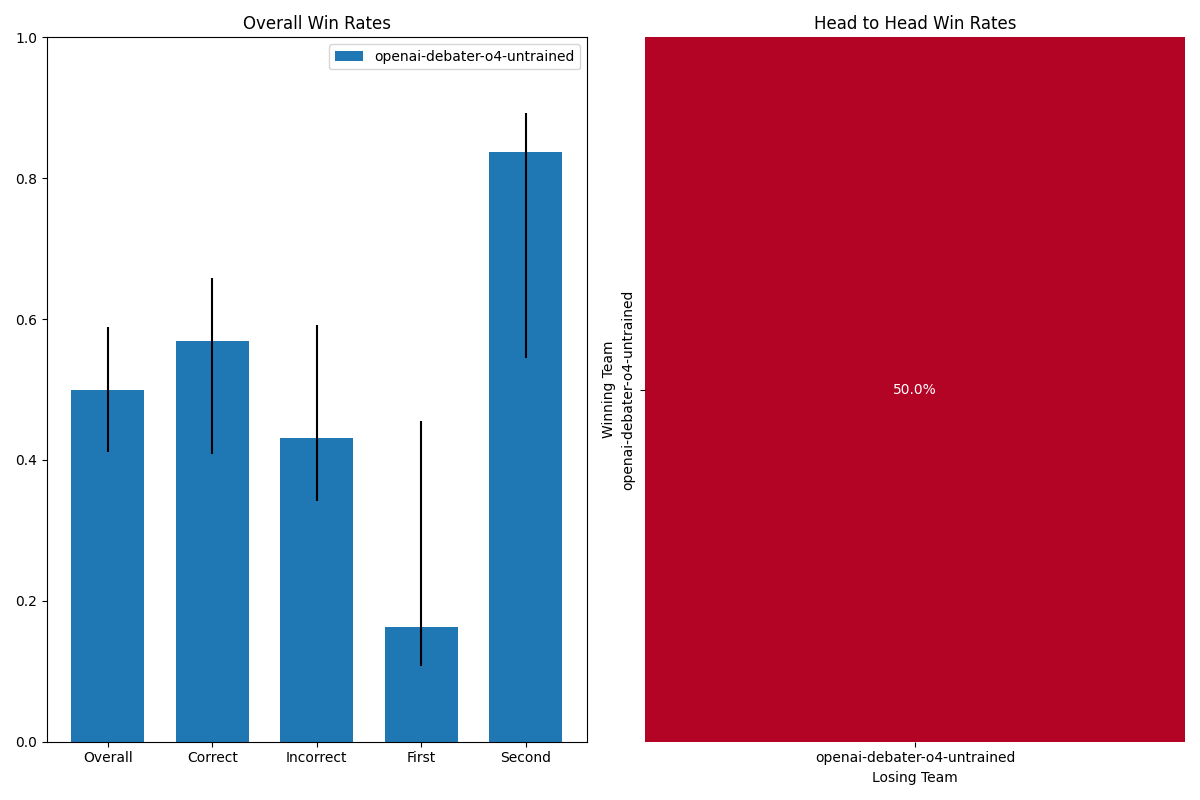 Overall Win Rates
1.0
0.8
0.6
0.4
0.2
0.0
openai-debater-o4-untrained
Overall
Correct
Incorrect
First
Second
Head to Head Win Rates
Winning Team
openai-debater-o4-untrained
50.0%
openai-debater-o4-untrained
Losing Team